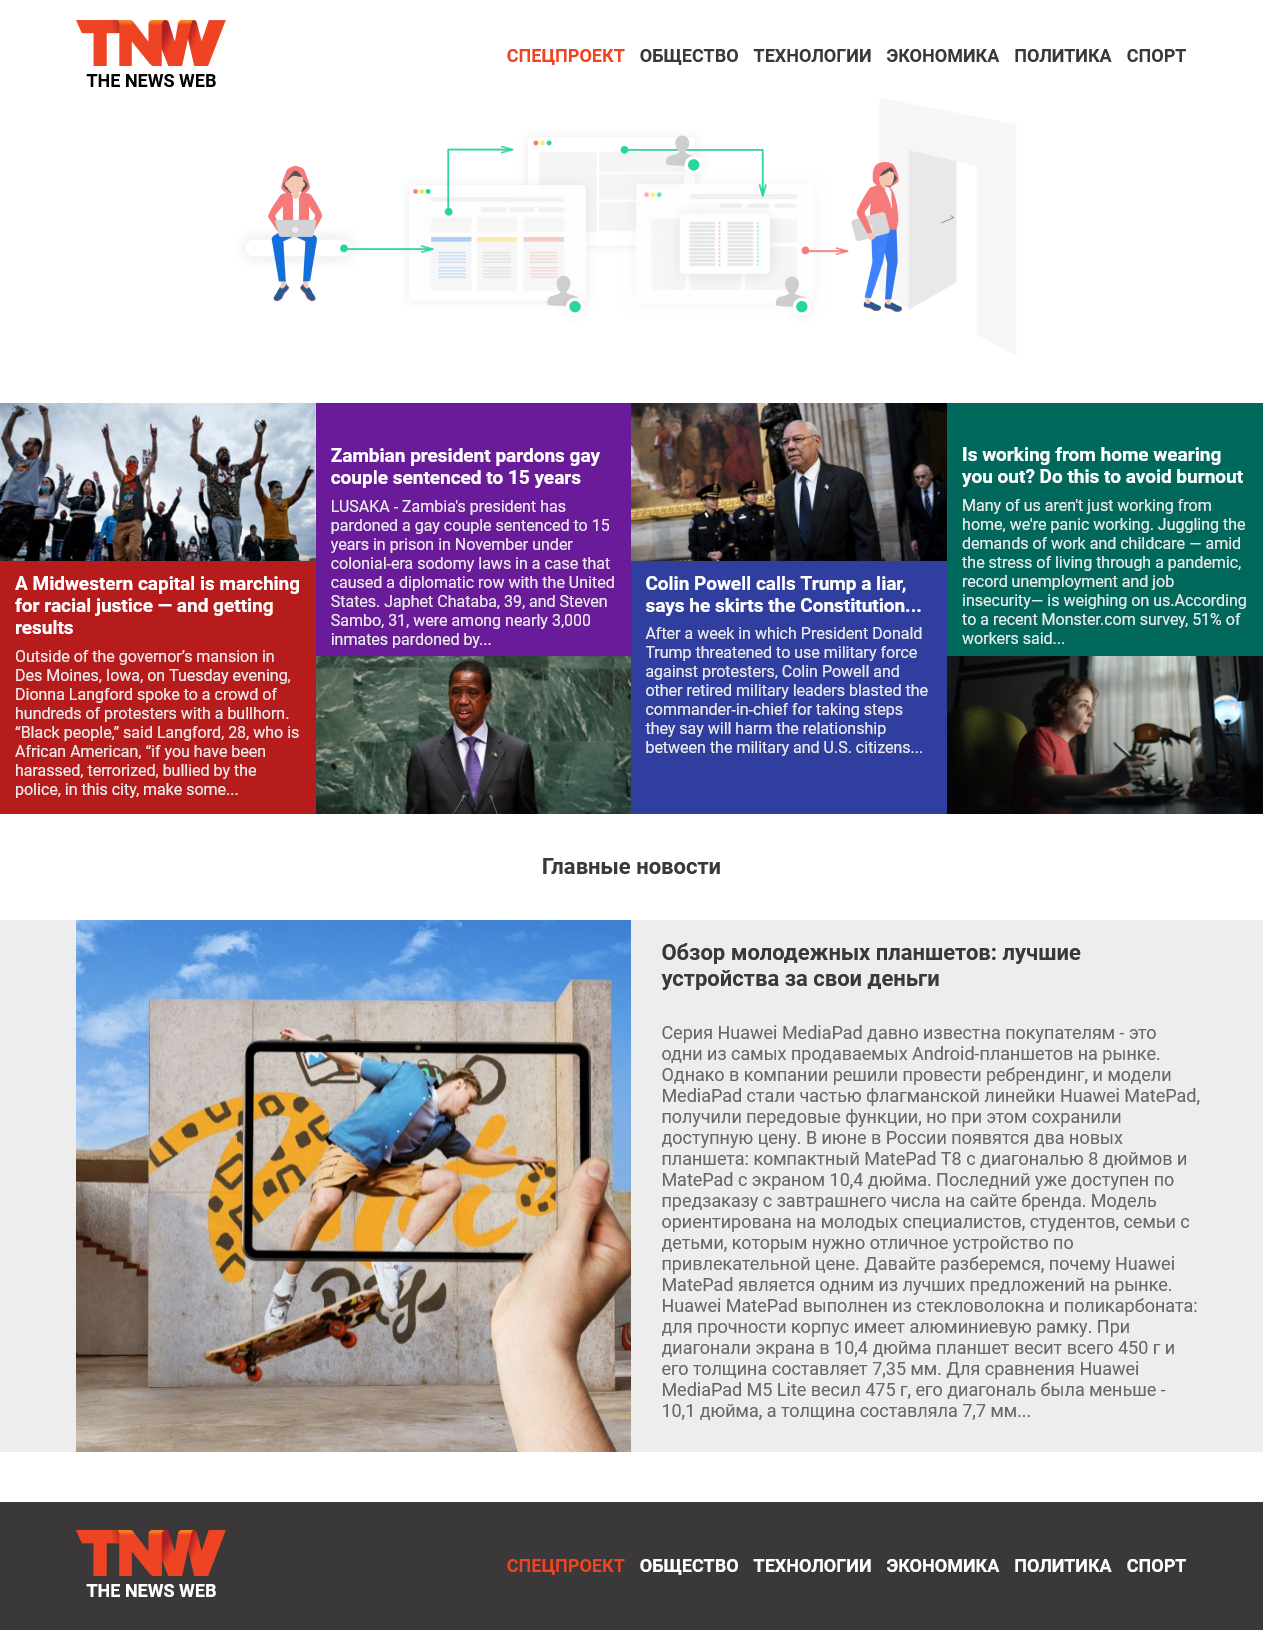 TNW
THE NEWS WEB
СПЕЦПРОЕКТ ОБЩЕСТВО ТЕХНОЛОГИИ ЭКОНОМИКА ПОЛИТИКА СПОРТ
A Midwestern capital is marching
for racial justice — and getting
results
Outside of the governor’s mansion in
Des Moines, Iowa, on Tuesday evening,
Dionna Langford spoke to a crowd of
hundreds of protesters with a bullhorn.
“Black people,” said Langford, 28, who is
African American, “if you have been
harassed, terrorized, bullied by the
police, in this city, make some...
Zambian president pardons gay
couple sentenced to 15 years
LUSAKA - Zambia's president has
pardoned a gay couple sentenced to 15
years in prison in November under
colonial-era sodomy laws in a case that
caused a diplomatic row with the United
States. Japhet Chataba, 39, and Steven
Sambo, 31, were among nearly 3,000
inmates pardoned by...
Colin Powell calls Trump a liar,
says he skirts the Constitution...
After a week in which President Donald
Trump threatened to use military force
against protesters, Colin Powell and
other retired military leaders blasted the
commander-in-chief for taking steps
they say will harm the relationship
between the military and U.S. citizens...
Is working from home wearing
you out? Do this to avoid burnout
Many of us aren't just working from
home, we're panic working. Juggling the
demands of work and childcare — amid
the stress of living through a pandemic,
record unemployment and job
insecurity— is weighing on us.According
to a recent Monster.com survey, 51% of
workers said...
Главные новости
Обзор молодежных планшетов: лучшие
устройства за свои деньги
Серия Huawei MediaPad давно известна покупателям - это
одни из самых продаваемых Android-планшетов на рынке.
Однако в компании решили провести ребрендинг, и модели
MediaPad стали частью флагманской линейки Huawei MatePad,
получили передовые функции, но при этом сохранили
доступную цену. В июне в России появятся два новых
планшета: компактный MatePad T8 с диагональю 8 дюймов и
MatePad с экраном 10,4 дюйма. Последний уже доступен по
предзаказу с завтрашнего числа на сайте бренда. Модель
ориентирована на молодых специалистов, студентов, семьи с
детьми, которым нужно отличное устройство по
привлекательной цене. Давайте разберемся, почему Huawei
MatePad является одним из лучших предложений на рынке.
Huawei MatePad выполнен из стекловолокна и поликарбоната:
для прочности корпус имеет алюминиевую рамку. При
диагонали экрана в 10,4 дюйма планшет весит всего 450 г и
его толщина составляет 7,35 мм. Для сравнения Huawei
MediaPad M5 Lite весил 475 г, его диагональ была меньше -
10,1 дюйма, а толщина составляла 7,7 мм...
TNW
THE NEWS WEB
СПЕЦПРОЕКТ ОБЩЕСТВО ТЕХНОЛОГИИ ЭКОНОМИКА ПОЛИТИКА СПОРТ